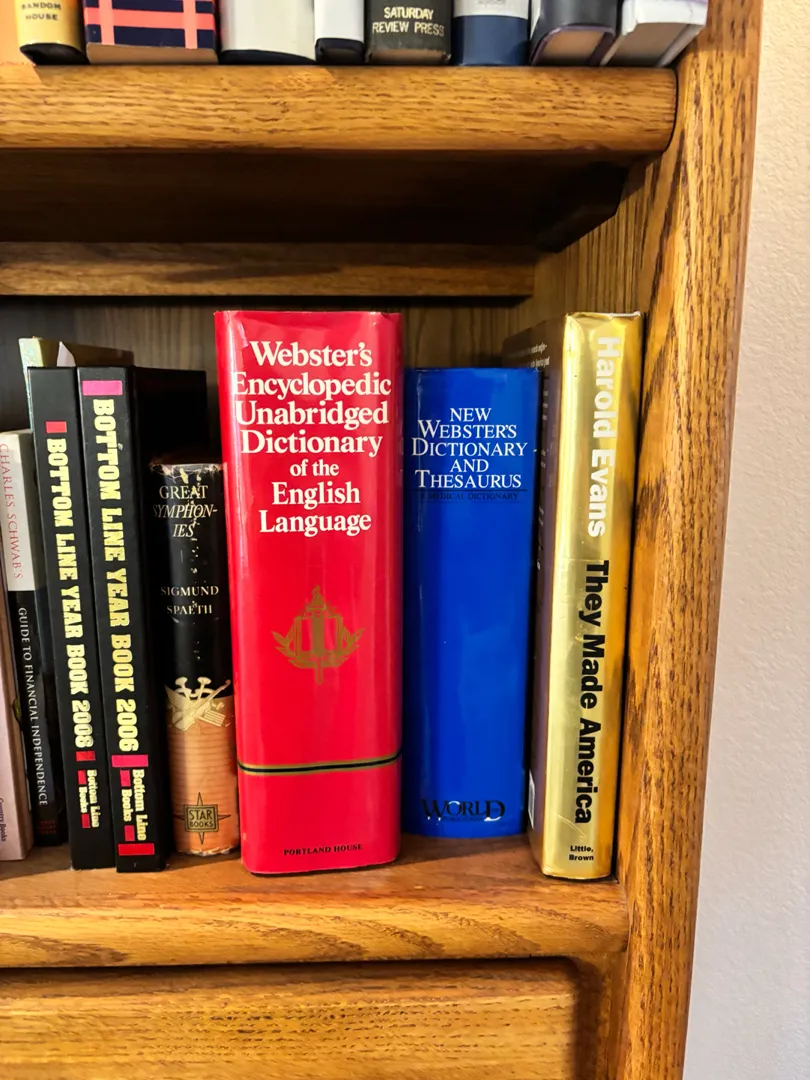 RANDOM
HOUSE
SATURDAY
REVIEW PRESS
CHARLES SCHWAB'S
GUIDE TO FINANCIAL INDEPENDENCE
BOTTOM LINE YEAR BOOK 2008
Bottom Line
Books
BOTTOM LINE YEAR BOOK 2006
Bottom Line
Books
GREAT
SYMPHON-
IES
SIGMUND
SPAETH
STAR
BOOKS
Webster's
Encyclopedic
Unabridged
Dictionary
of the
English
Language
PORTLAND HOUSE
NEW
WEBSTER'S
DICTIONARY
AND
THESAURUS
MEDICAL DICTIONARY
WORLD
Harold Evans They Made America
Little,
Brown